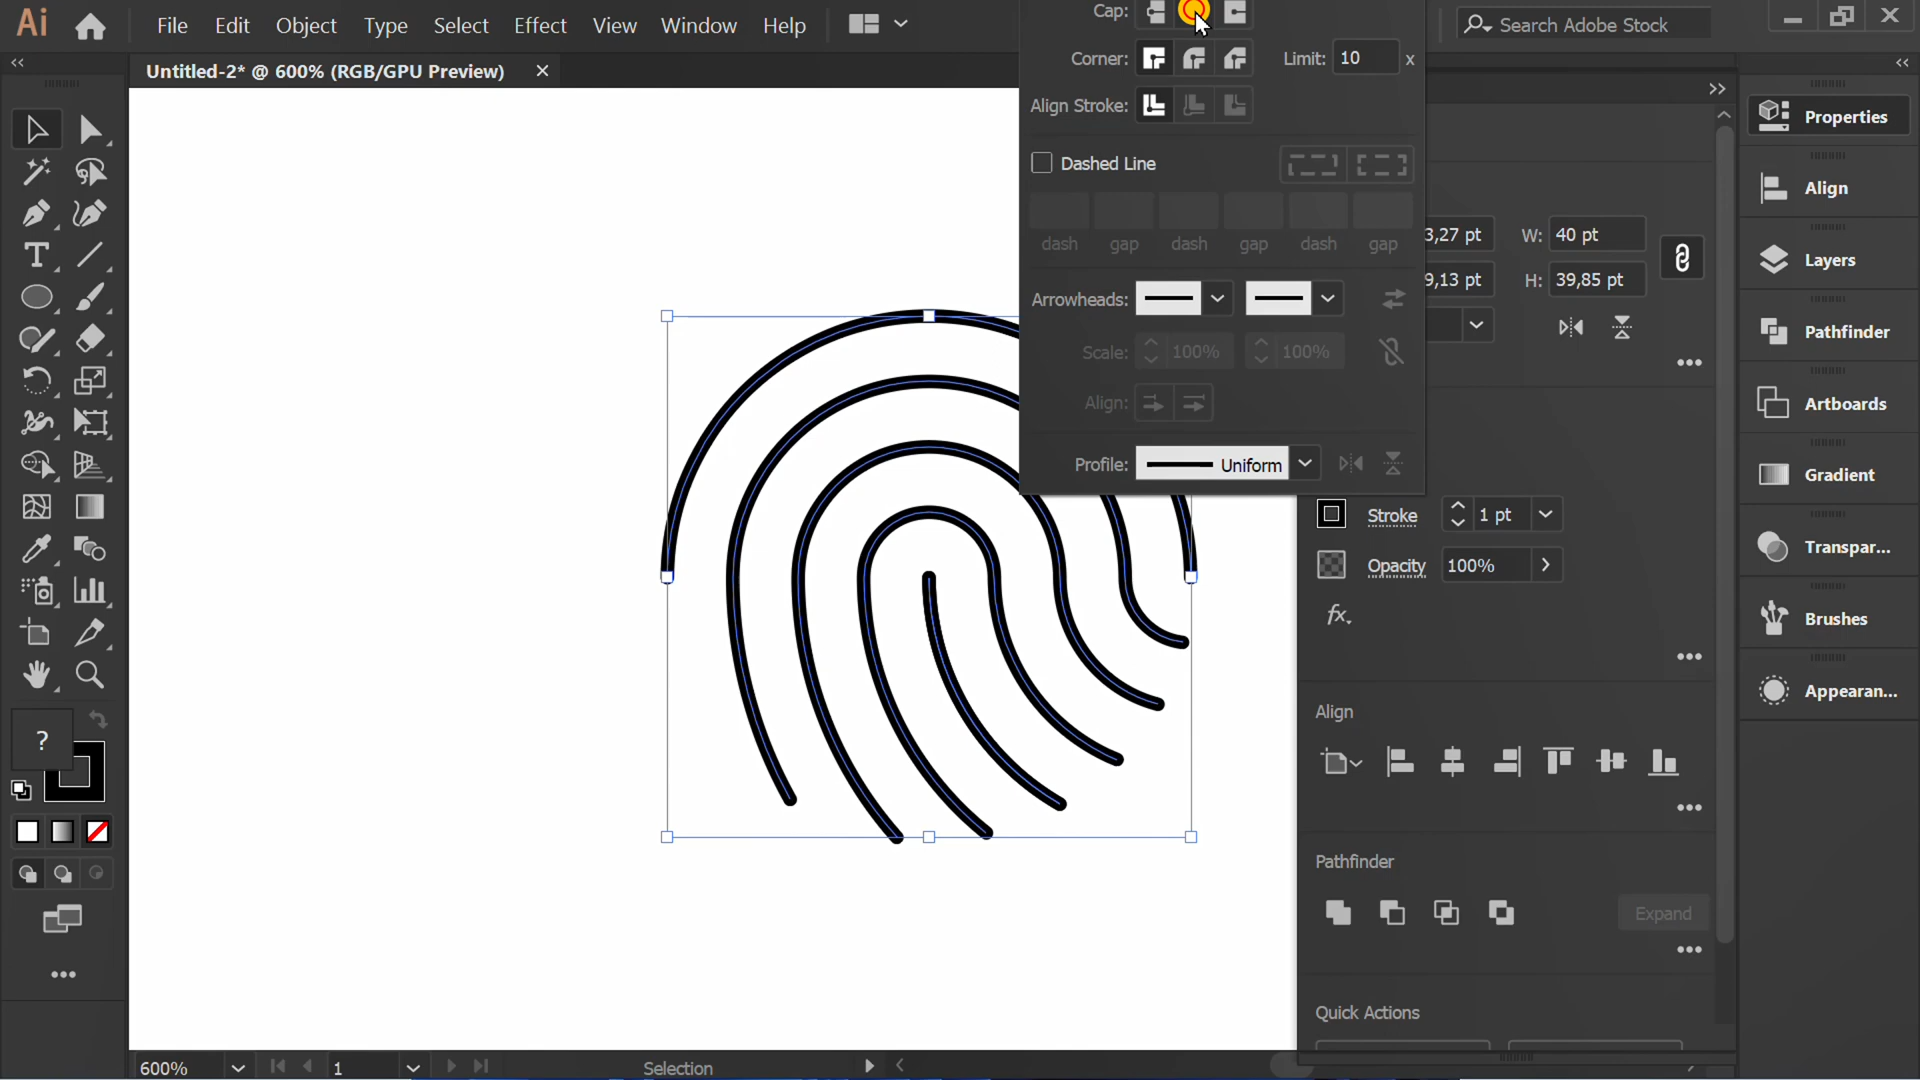 Ai File Edit Object Type Select Effect View Window Help
Search Adobe Stock
Untitled-2* @ 600% (RGB/GPU Preview)
Cap:
Corner: Limit: 10 x
Align Stroke:
Dashed Line
dash gap dash gap dash gap
Arrowheads:
Scale: 100% 100%
Align:
Profile: Uniform
3,27 pt W: 40 pt
9,13 pt H: 39,85 pt
Stroke 1 pt
Opacity 100%
fx.
Align
Pathfinder
Expand
Quick Actions
Properties
Align
Layers
Pathfinder
Artboards
Gradient
Transpar...
Brushes
Appearan...
T
?
600% 1 Selection